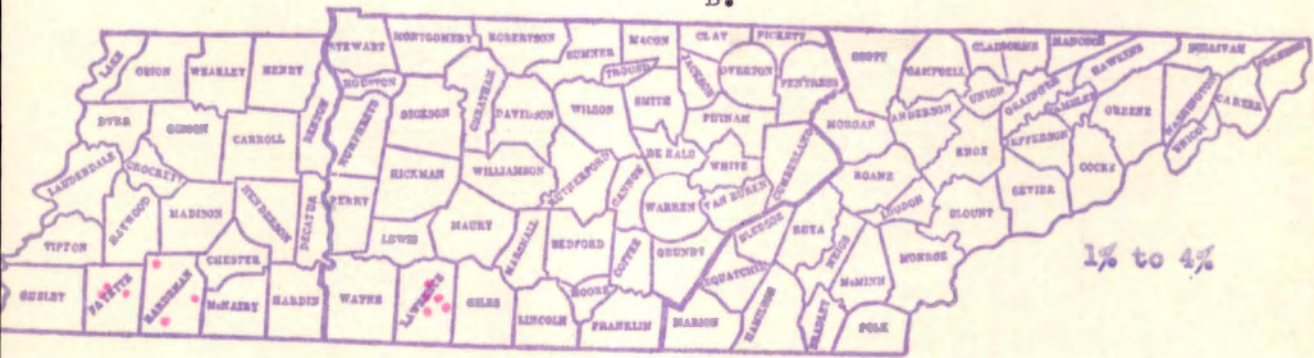 B.
LAKE
OBION
WEAKLEY
HENRY
STEWART
MONTGOMERY
ROBERTSON
SUMNER
MACON
CLAY
PICKETT
SCOTT
CLAIBORNE
HANCOCK
HAWKINS
SULLIVAN
JOHNSON
HOUSTON
TROUSDALE
JACKSON
OVERTON
FENTRESS
CAMPBELL
UNION
GRAINGER
HAMBLEN
GREENE
WASHINGTON
CARTER
UNICOI
DYER
GIBSON
CARROLL
BENTON
HUMPHREYS
DICKSON
CHEATHAM
DAVIDSON
WILSON
SMITH
PUTNAM
MORGAN
ANDERSON
KNOX
JEFFERSON
COCKE
LAUDERDALE
CROCKETT
HAYWOOD
MADISON
HENDERSON
DECATUR
PERRY
HICKMAN
WILLIAMSON
RUTHERFORD
CANNON
DE KALB
WHITE
CUMBERLAND
WARREN
VAN BUREN
ROANE
LOUDON
BLOUNT
SEVIER
TIPTON
CHESTER
LEWIS
MAURY
MARSHALL
BEDFORD
COFFEE
GRUNDY
BLEDSOE
RHEA
MEIGS
McMINN
MONROE
1% to 4%
SHELBY
FAYETTE
HARDEMAN
McNAIRY
HARDIN
WAYNE
LAWRENCE
GILES
LINCOLN
MOORE
FRANKLIN
MARION
SEQUATCHIE
HAMILTON
BRADLEY
POLK